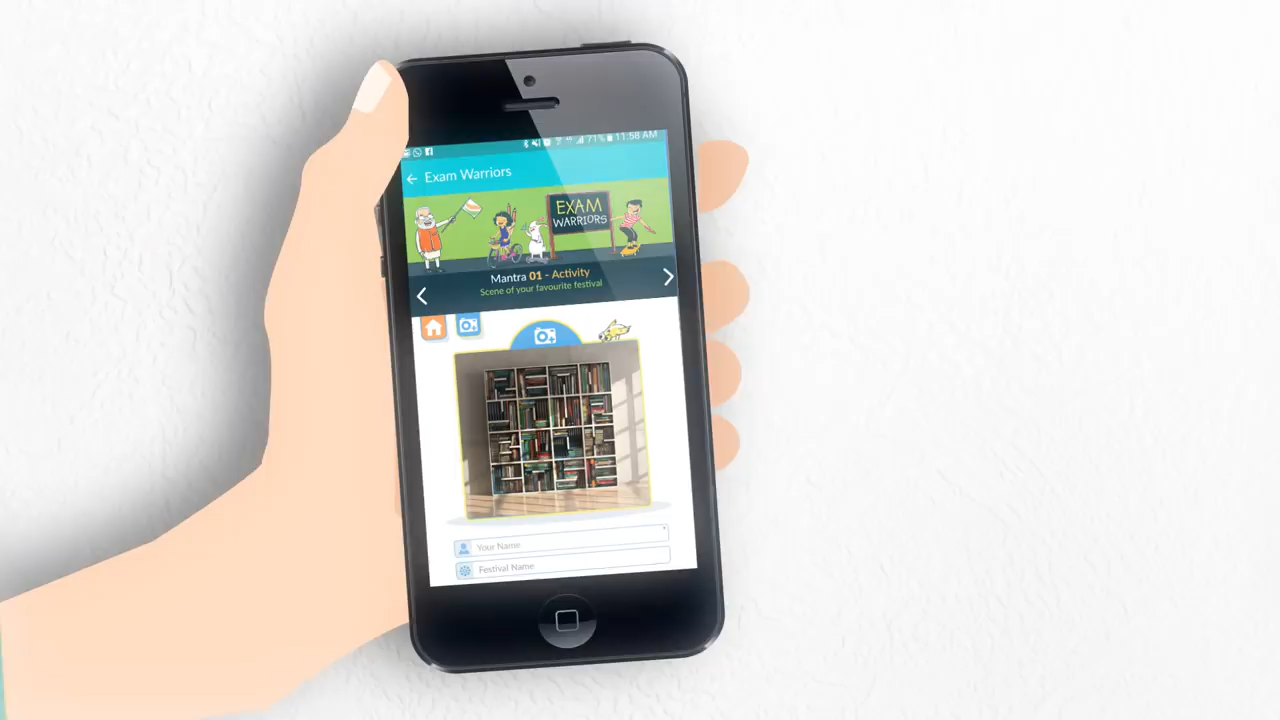 71% 11:58 AM
Exam Warriors
EXAM
WARRIORS
Mantra 01 - Activity
Scene of your favourite festival
Your Name
Festival Name